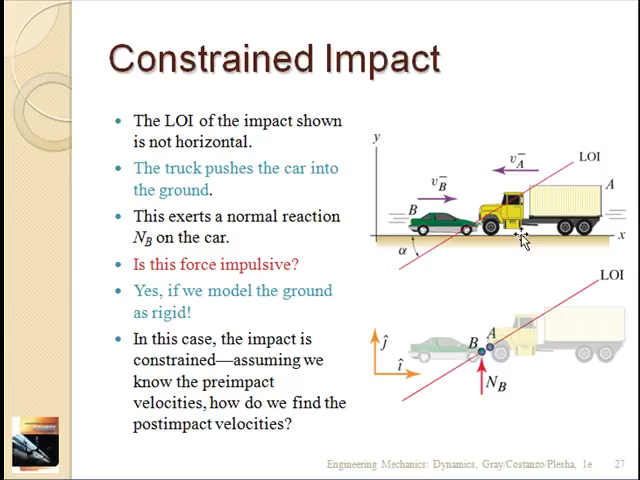 Constrained Impact
• The LOI of the impact shown
is not horizontal.
• The truck pushes the car into
the ground.
• This exerts a normal reaction
N_B on the car.
• Is this force impulsive?
• Yes, if we model the ground
as rigid!
• In this case, the impact is
constrained—assuming we
know the preimpact
velocities, how do we find the
postimpact velocities?
y
v_A^-
LOI
v_B^-
A
B
x
α
LOI
ĵ
B
A
î
N_B
Engineering Mechanics: Dynamics, Gray/Costanzo/Plesha, 1e
27